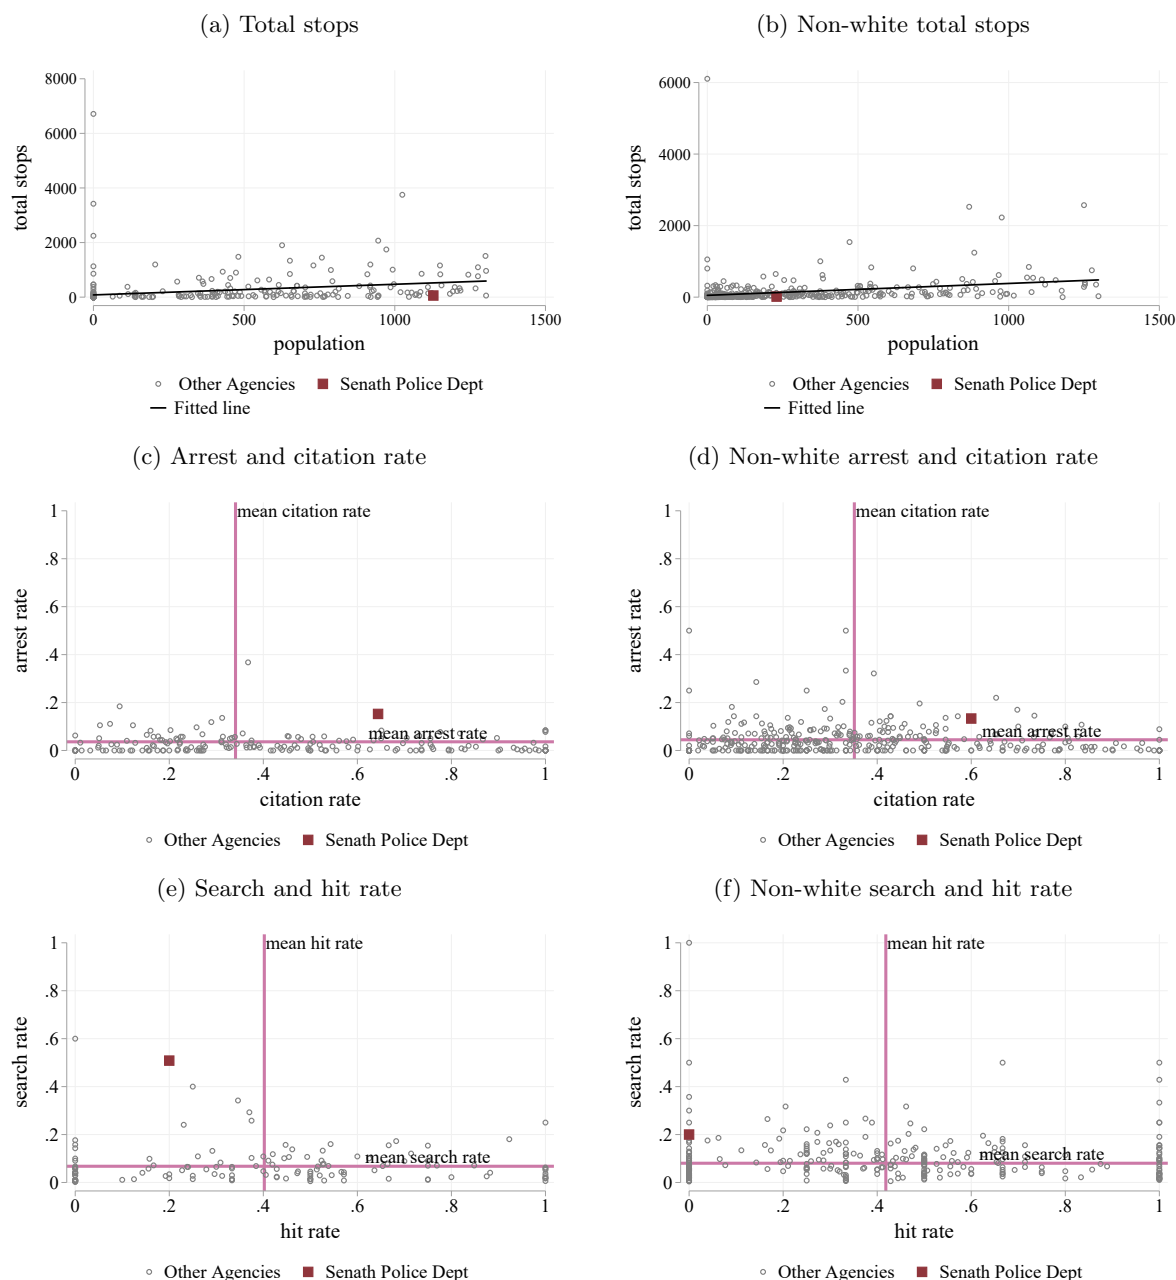 (a) Total stops
total stops
8000
6000
4000
2000
0
0 500 1000 1500
population
Other Agencies Senath Police Dept
Fitted line
(b) Non-white total stops
total stops
6000
4000
2000
0
0 500 1000 1500
population
Other Agencies Senath Police Dept
Fitted line
(c) Arrest and citation rate
arrest rate
1
.8
.6
.4
.2
0
mean citation rate
mean arrest rate
0 .2 .4 .6 .8 1
citation rate
Other Agencies Senath Police Dept
(d) Non-white arrest and citation rate
arrest rate
1
.8
.6
.4
.2
0
mean citation rate
mean arrest rate
0 .2 .4 .6 .8 1
citation rate
Other Agencies Senath Police Dept
(e) Search and hit rate
search rate
1
.8
.6
.4
.2
0
mean hit rate
mean search rate
0 .2 .4 .6 .8 1
hit rate
Other Agencies Senath Police Dept
(f) Non-white search and hit rate
search rate
1
.8
.6
.4
.2
0
mean hit rate
mean search rate
0 .2 .4 .6 .8 1
hit rate
Other Agencies Senath Police Dept